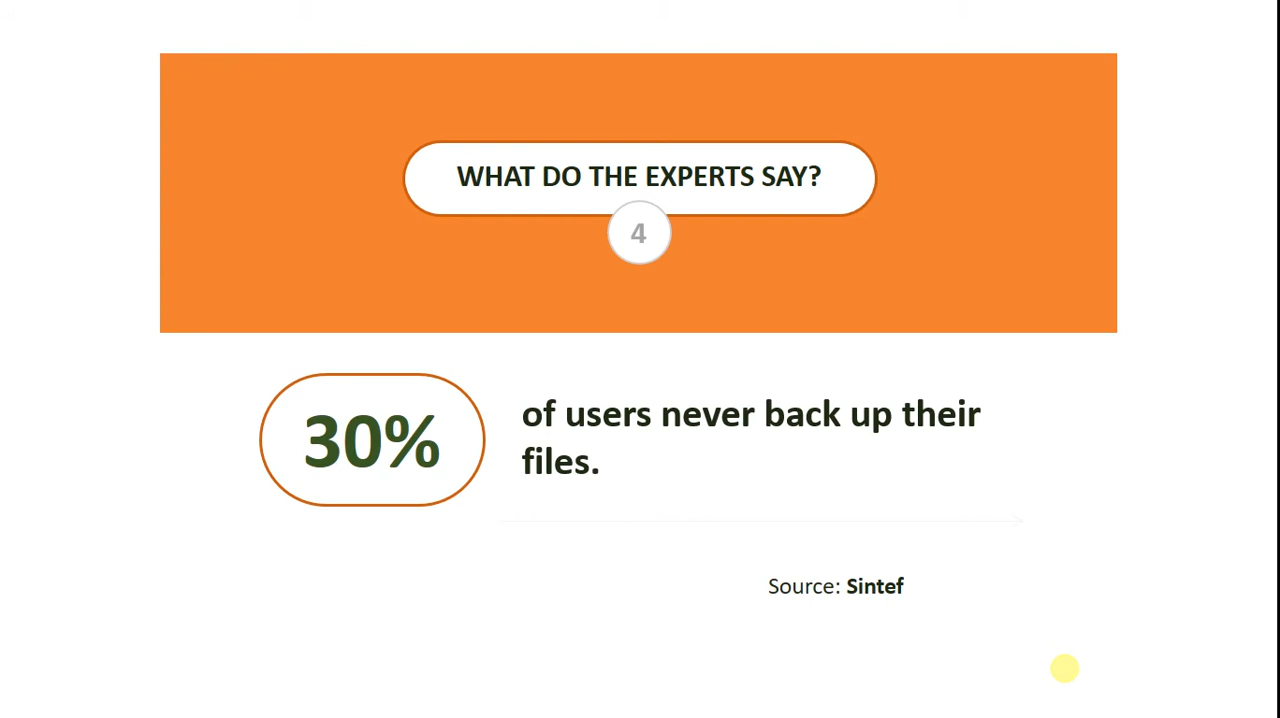 WHAT DO THE EXPERTS SAY?
4
30%
of users never back up their
files.
Source: Sintef